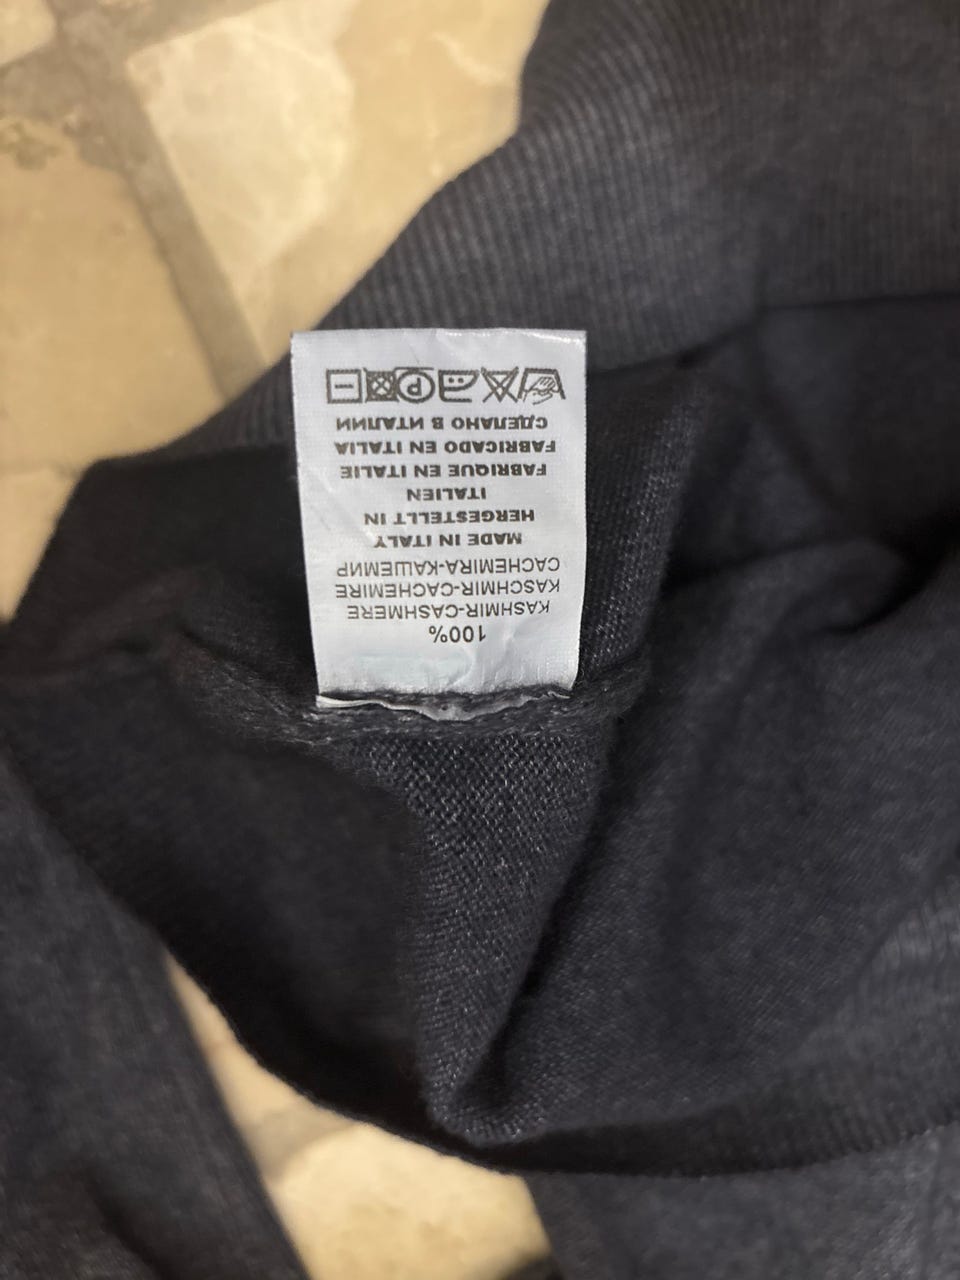 100%
KASHMIR-CASHMERE
KASCHMIR-CACHEMIRE
CACHEMIRA-КАШЕМИР
MADE IN ITALY
HERGESTELLT IN
ITALIEN
FABRIQUE EN ITALIE
FABRICADO EN ITALIA
СДЕЛАНО В ИТАЛИИ
P